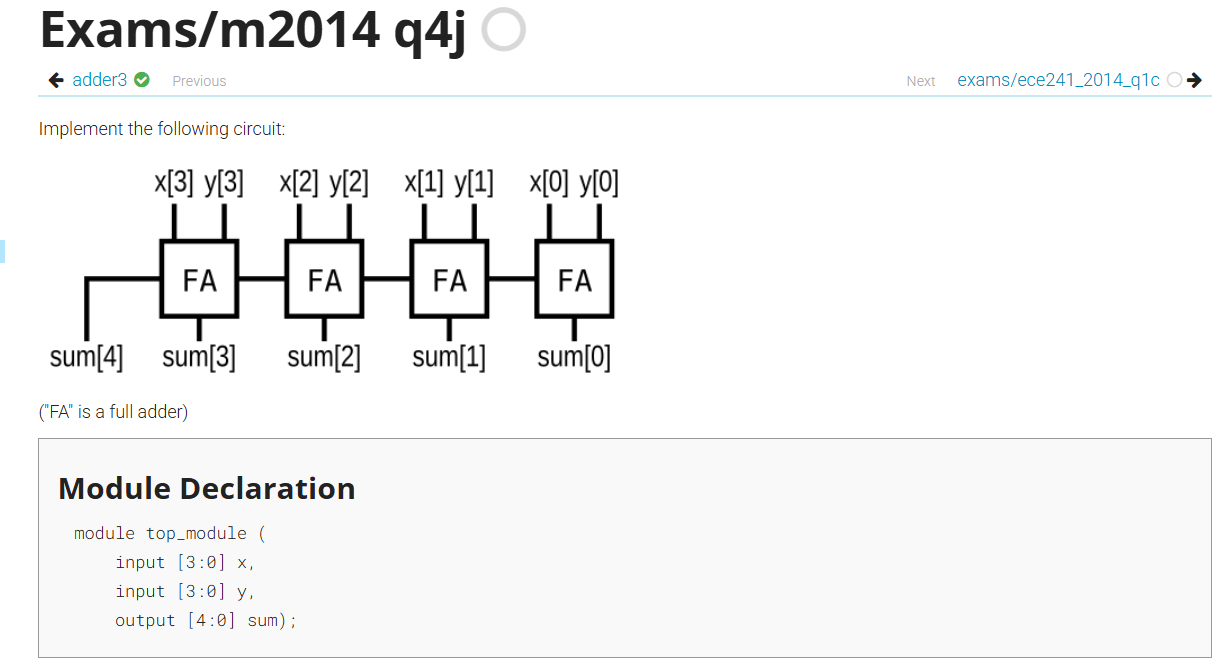 Exams/m2014 q4j
adder3 Previous Next exams/ece241_2014_q1c
Implement the following circuit:
x[3] y[3] x[2] y[2] x[1] y[1] x[0] y[0]
FA FA FA FA
sum[4] sum[3] sum[2] sum[1] sum[0]
("FA" is a full adder)
Module Declaration
module top_module (
input [3:0] x,
input [3:0] y,
output [4:0] sum);